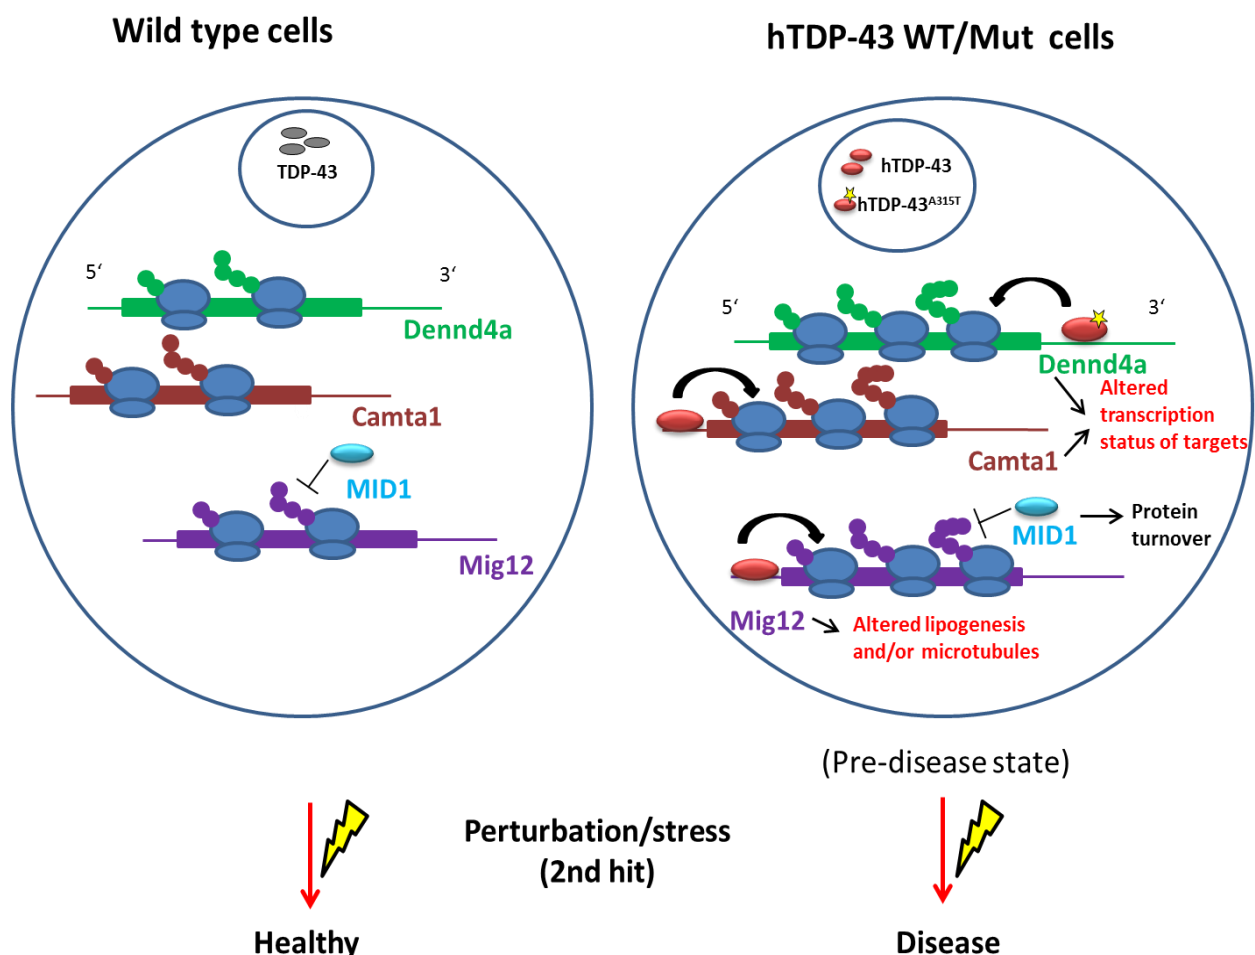 Wild type cells
TDP-43
5‘
3‘
Dennd4a
Camta1
MID1
Mig12
hTDP-43 WT/Mut cells
hTDP-43
hTDP-43A315T
5‘
3‘
Dennd4a
Altered
transcription
status of targets
Camta1
MID1
Protein
turnover
Mig12
Altered lipogenesis
and/or microtubules
(Pre-disease state)
Perturbation/stress
(2nd hit)
Healthy
Disease